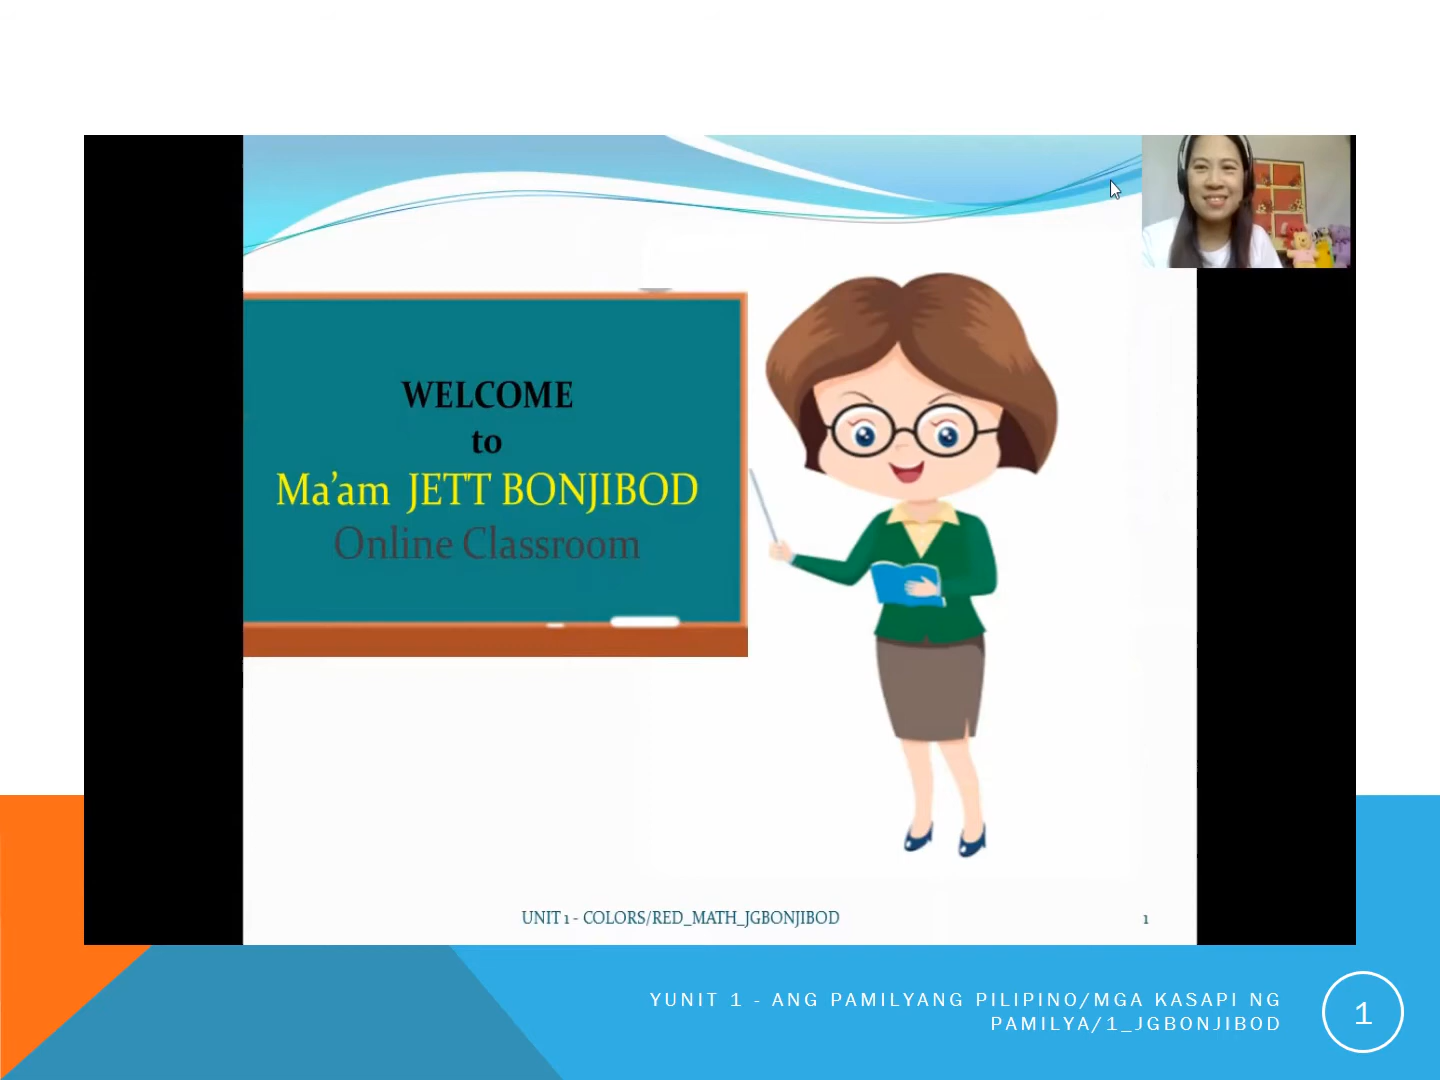 WELCOME
to
Ma'am JETT BONJIBOD
Online Classroom
UNIT 1 - COLORS/RED_MATH_JGBONJIBOD
1
YUNIT 1 - ANG PAMILYANG PILIPINO/MGA KASAPI NG
PAMILYA/1_JGBONJIBOD
1